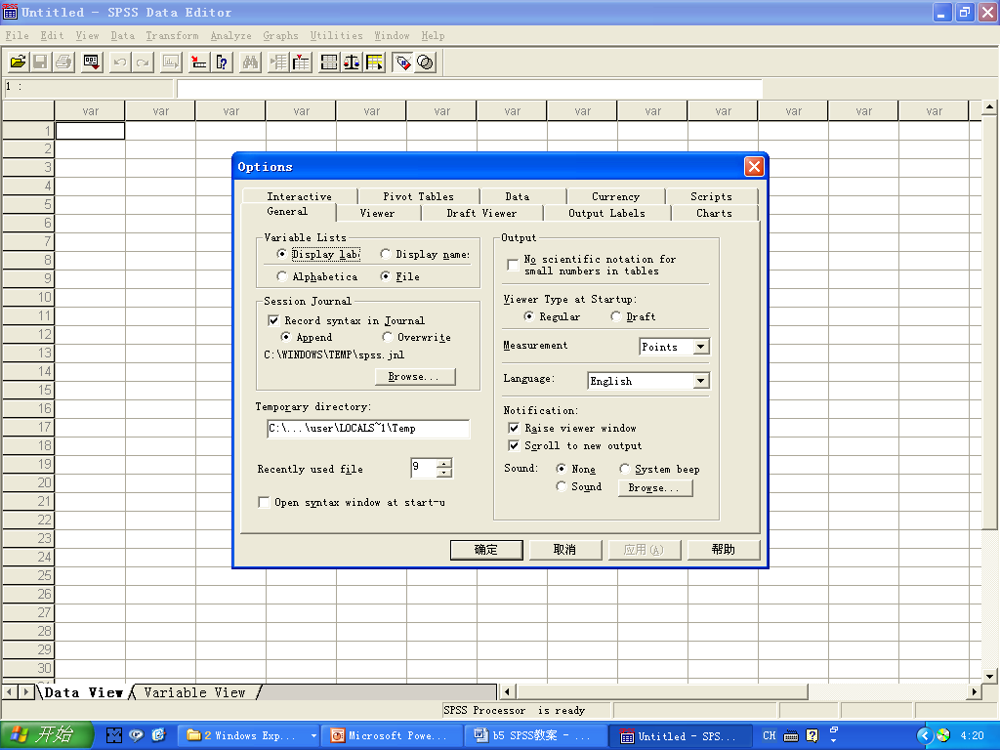 Untitled - SPSS Data Editor
File Edit View Data Transform Analyze Graphs Utilities Window Help
1 :
var var var var var var var var var var var var var
1
2
3
4
5
6
7
8
9
10
11
12
13
14
15
16
17
18
19
20
21
22
23
24
25
26
27
28
29
30
Options
Interactive Pivot Tables Data Currency Scripts
General Viewer Draft Viewer Output Labels Charts
Variable Lists
Display lab
Display name:
Alphabetica
File
Session Journal
Record syntax in Journal
Append
Overwrite
C:\WINDOWS\TEMP\spss.jnl
Browse...
Temporary directory:
C:\...\user\LOCALS~1\Temp
Recently used file
9
Open syntax window at start-u
Output
No scientific notation for
small numbers in tables
Viewer Type at Startup:
Regular
Draft
Measurement
Points
Language:
English
Notification:
Raise viewer window
Scroll to new output
Sound:
None
System beep
Sound
Browse...
确定 取消 应用(A) 帮助
Data View Variable View
SPSS Processor is ready
开始
2 Windows Exp...
Microsoft Powe...
b5 SPSS教案 - ...
Untitled - SPS...
CH
4:20